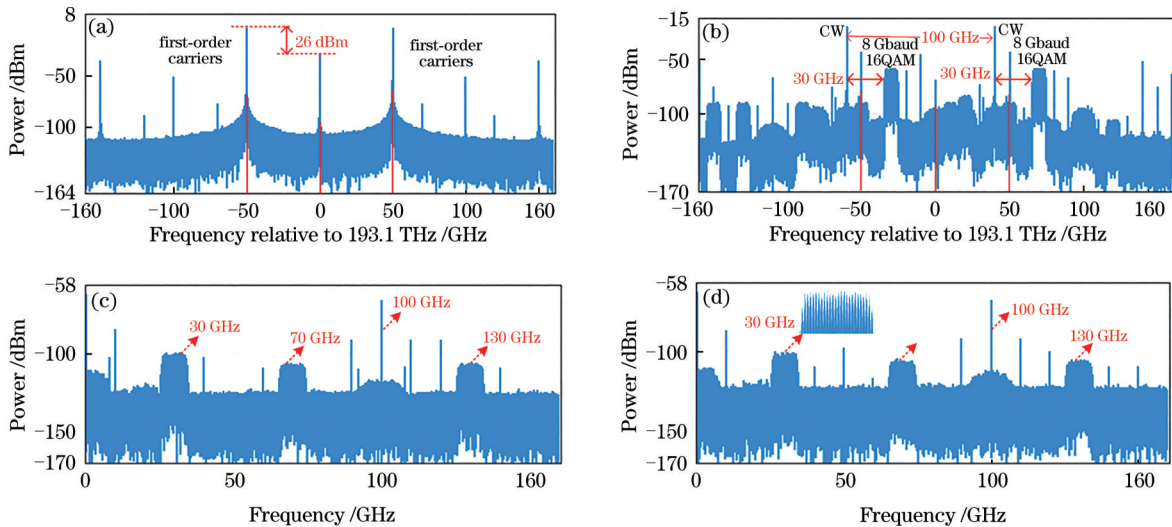 (a)
8
−50
−100
−164
Power /dBm
first-order
carriers
26 dBm
first-order
carriers
−160
−100
−50
0
50
100
160
Frequency relative to 193.1 THz /GHz
(b)
−15
−50
−100
−170
Power /dBm
CW
100 GHz
CW
8 Gbaud
16QAM
8 Gbaud
16QAM
30 GHz
30 GHz
−160
−100
−50
0
50
100
160
Frequency relative to 193.1 THz /GHz
(c)
−58
−100
−150
−170
Power /dBm
30 GHz
70 GHz
100 GHz
130 GHz
0
50
100
160
Frequency /GHz
(d)
−58
−100
−150
−170
Power /dBm
30 GHz
100 GHz
130 GHz
0
50
100
160
Frequency /GHz